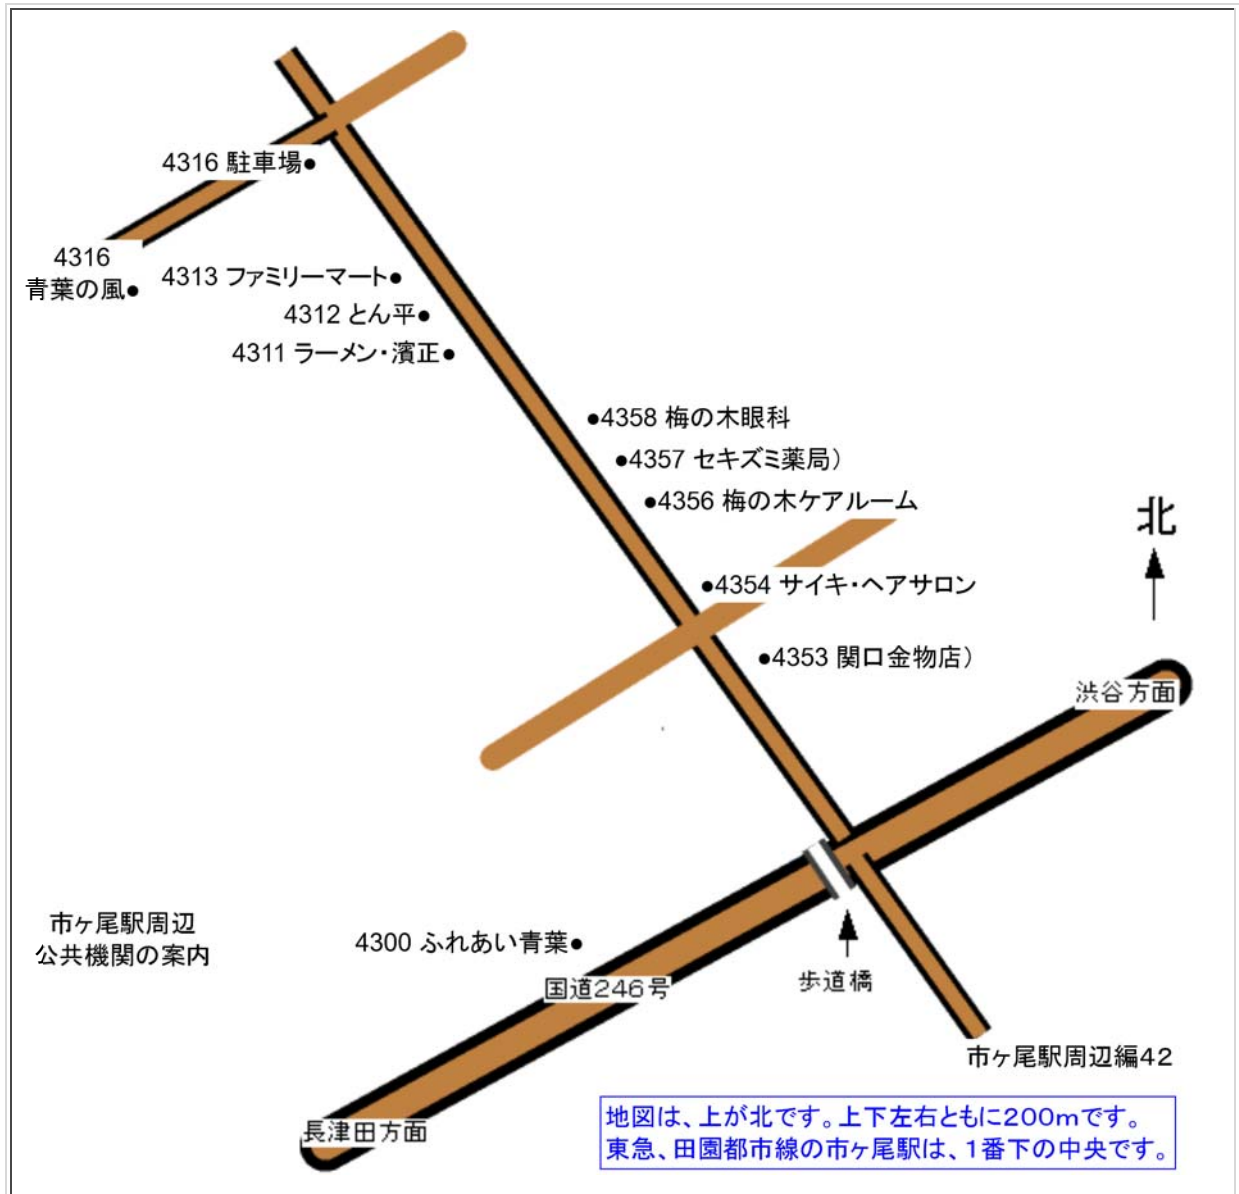 4316 駐車場●
4316
青葉の風●
4313 ファミリーマート●
4312 とん平●
4311 ラーメン・濱正●
●4358 梅の木眼科
●4357 セキズミ薬局）
●4356 梅の木ケアルーム
北
●4354 サイキ・ヘアサロン
●4353 関口金物店）
渋谷方面
市ヶ尾駅周辺
公共機関の案内
4300 ふれあい青葉●
国道246号
歩道橋
市ヶ尾駅周辺編４２
長津田方面
地図は、上が北です。上下左右ともに200ｍです。
東急、田園都市線の市ヶ尾駅は、１番下の中央です。